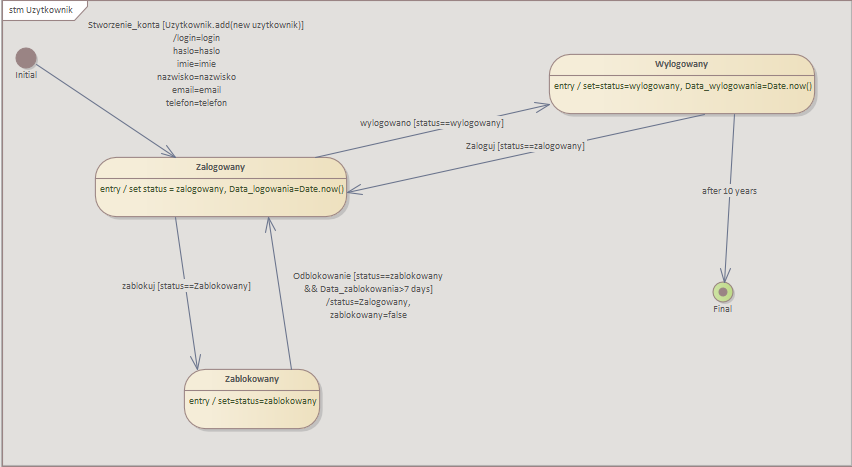 stm Uzytkownik
Stworzenie_konta [Uzytkownik.add(new uzytkownik)]
/login=login
haslo=haslo
imie=imie
nazwisko=nazwisko
email=email
telefon=telefon
Initial
Wylogowany
entry / set=status=wylogowany, Data_wylogowania=Date.now()
wylogowano [status==wylogowany]
Zaloguj [status==zalogowany]
Zalogowany
entry / set status = zalogowany, Data_logowania=Date.now()
after 10 years
zablokuj [status==Zablokowany]
Odblokowanie [status==zablokowany
&& Data_zablokowania>7 days]
/status=Zalogowany,
zablokowany=false
Final
Zablokowany
entry / set=status=zablokowany